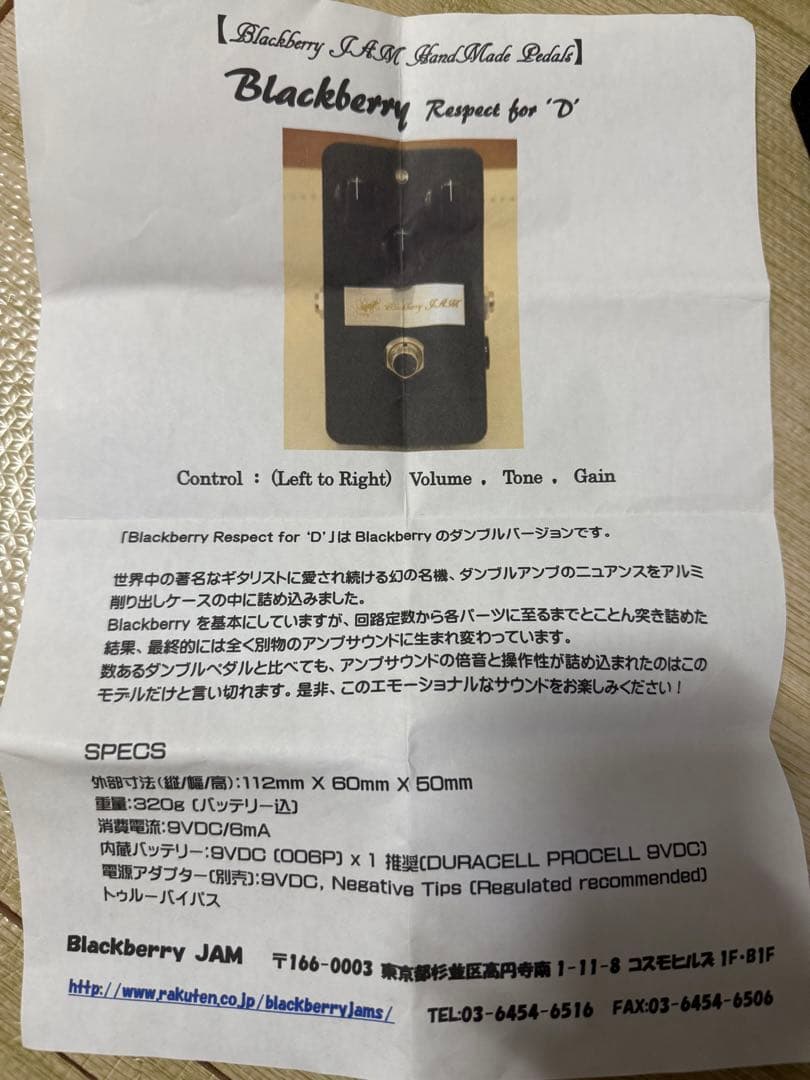 【Blackberry JAM HandMade Pedals】
Blackberry Respect for 'D'
Blackberry JAM
Control : (Left to Right) Volume . Tone . Gain
「Blackberry Respect for 'D'」は Blackberry のダンブルバージョンです。
世界中の著名なギタリストに愛され続ける幻の名機、ダンブルアンプのニュアンスをアルミ
削り出しケースの中に詰め込みました。
Blackberry を基本にしていますが、回路定数から各パーツに至るまでとことん突き詰めた
結果、最終的には全く別物のアンプサウンドに生まれ変わっています。
数あるダンブルペダルと比べても、アンプサウンドの倍音と操作性が詰め込まれたのはこの
モデルだけと言い切れます。是非、このエモーショナルなサウンドをお楽しみください！
SPECS
外部寸法(縦/幅/高):112mm X 60mm X 50mm
重量:320g (バッテリー込)
消費電流:9VDC/6mA
内蔵バッテリー:9VDC (006P) x 1 推奨(DURACELL PROCELL 9VDC)
電源アダプター(別売):9VDC, Negative Tips (Regulated recommended)
トゥルーバイパス
Blackberry JAM 〒166-0003 東京都杉並区高円寺南 1-11-8 コスモヒルズ 1F・B1F
http://www.rakuten.co.jp/blackberryjams/ TEL:03-6454-6516 FAX:03-6454-6506